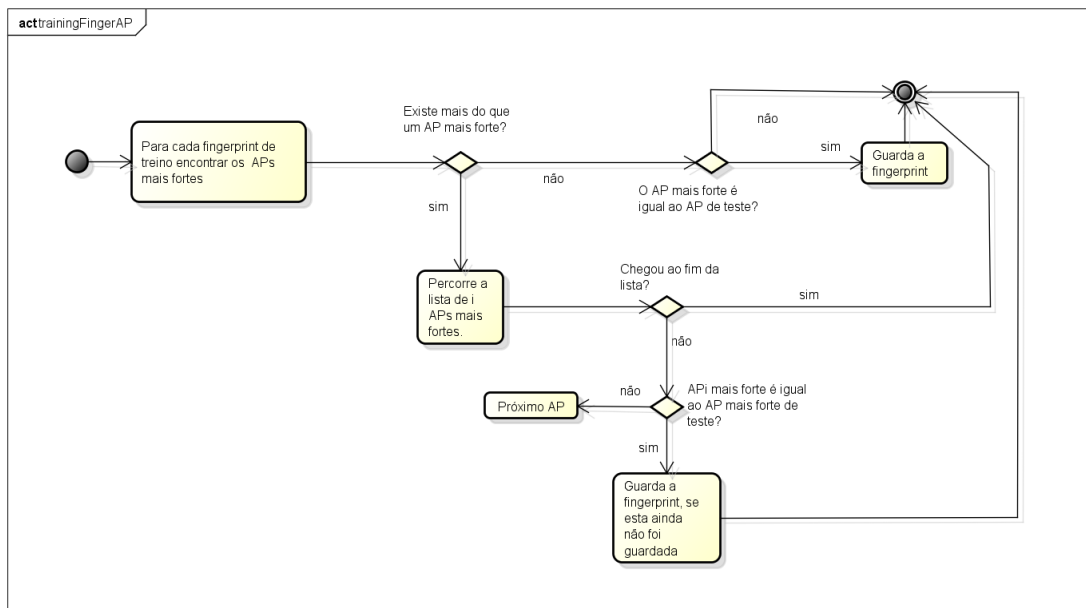 act trainingFingerAP
Existe mais do que
um AP mais forte?
Para cada fingerprint de
treino encontrar os APs
mais fortes
não
sim
Guarda a
fingerprint
não
O AP mais forte é
igual ao AP de teste?
sim
Chegou ao fim da
lista?
Percorre a
lista de i
APs mais
fortes.
sim
não
não
APi mais forte é igual
ao AP mais forte de
teste?
Próximo AP
sim
Guarda a
fingerprint, se
esta ainda
não foi
guardada